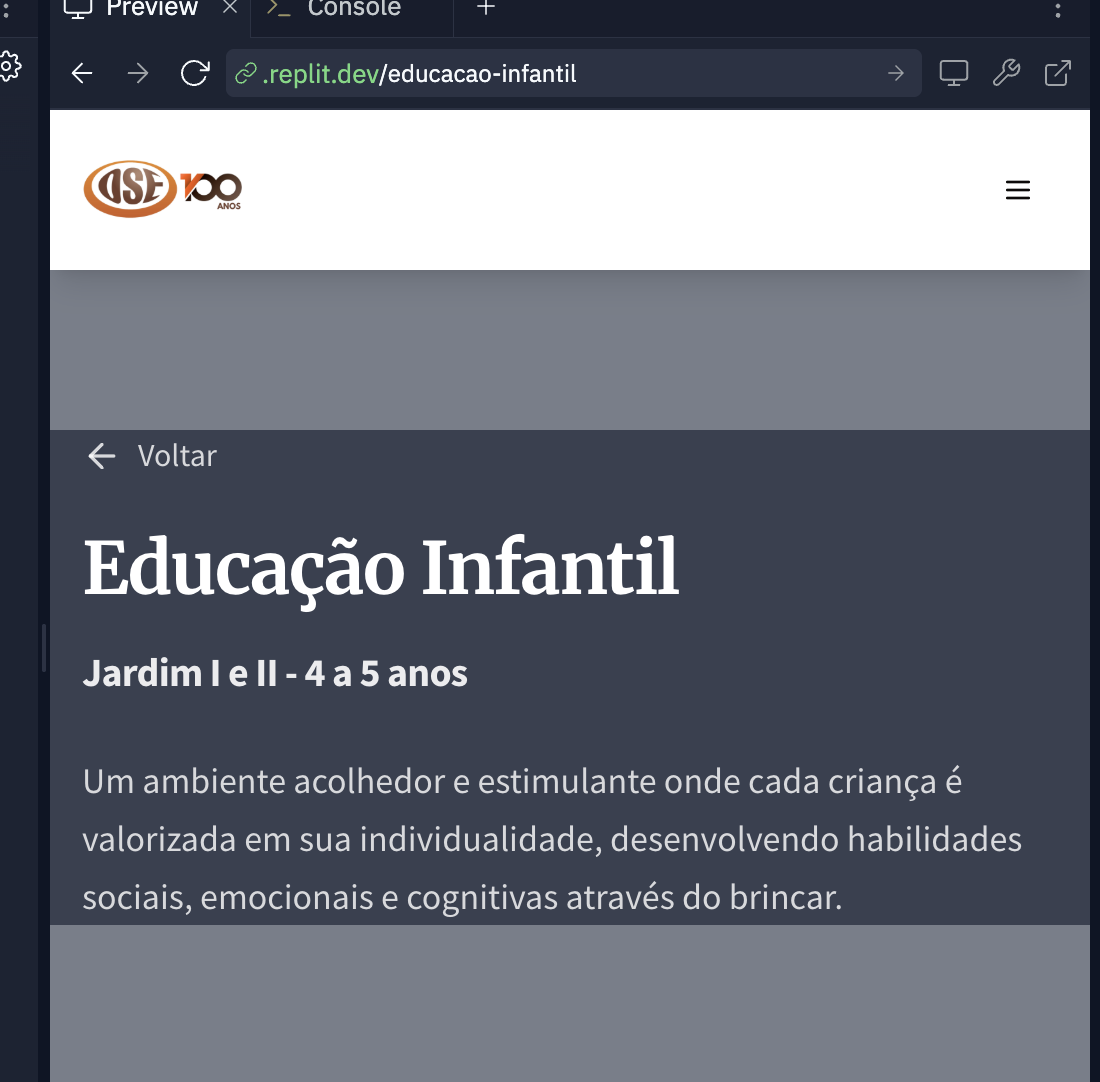 Preview
Console
.replit.dev/educacao-infantil
OSE 100
ANOS
Voltar
Educação Infantil
Jardim I e II - 4 a 5 anos
Um ambiente acolhedor e estimulante onde cada criança é
valorizada em sua individualidade, desenvolvendo habilidades
sociais, emocionais e cognitivas através do brincar.